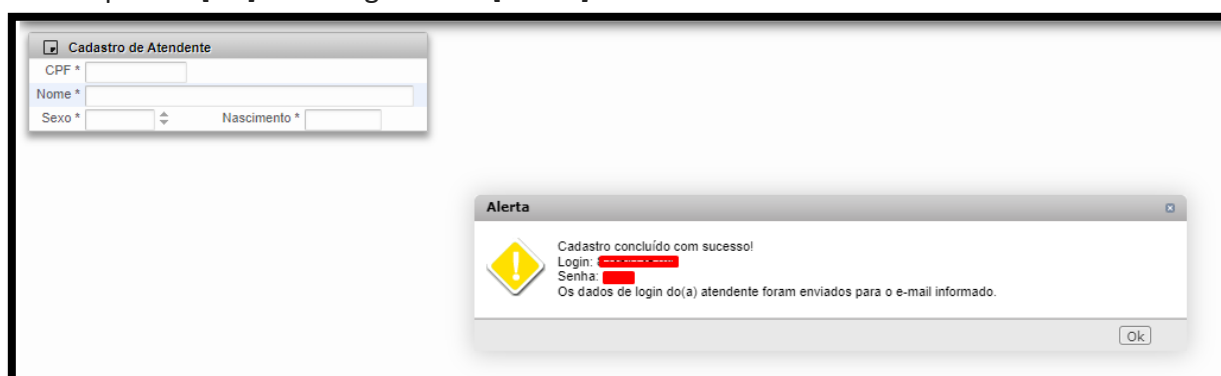 Cadastro de Atendente
CPF *
Nome *
Sexo * Nascimento *
Alerta
Cadastro concluído com sucesso!
Login:
Senha:
Os dados de login do(a) atendente foram enviados para o e-mail informado.
Ok